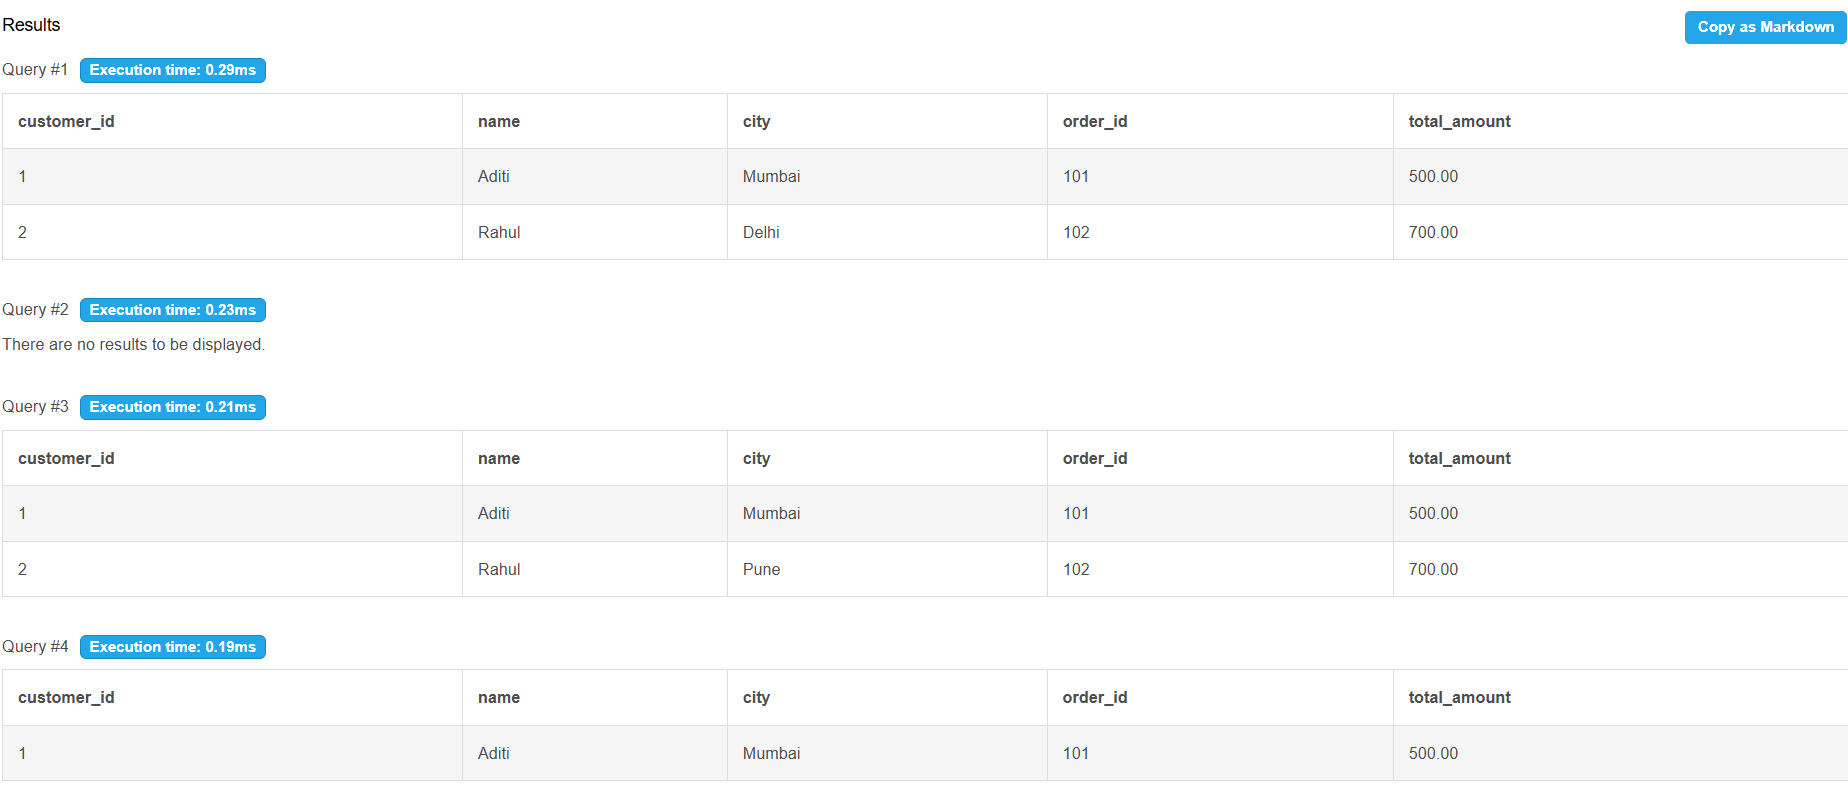 Results
Copy as Markdown
Query #1 Execution time: 0.29ms
customer_id name city order_id total_amount
1 Aditi Mumbai 101 500.00
2 Rahul Delhi 102 700.00
Query #2 Execution time: 0.23ms
There are no results to be displayed.
Query #3 Execution time: 0.21ms
customer_id name city order_id total_amount
1 Aditi Mumbai 101 500.00
2 Rahul Pune 102 700.00
Query #4 Execution time: 0.19ms
customer_id name city order_id total_amount
1 Aditi Mumbai 101 500.00